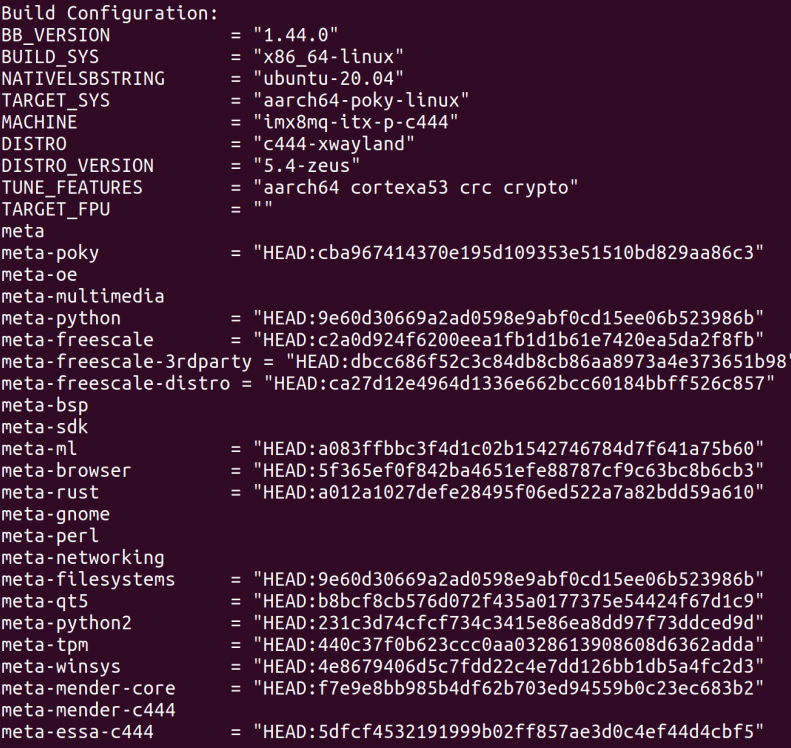 Build Configuration:
BB_VERSION = "1.44.0"
BUILD_SYS = "x86_64-linux"
NATIVELSBSTRING = "ubuntu-20.04"
TARGET_SYS = "aarch64-poky-linux"
MACHINE = "imx8mq-itx-p-c444"
DISTRO = "c444-xwayland"
DISTRO_VERSION = "5.4-zeus"
TUNE_FEATURES = "aarch64 cortexa53 crc crypto"
TARGET_FPU = ""
meta
meta-poky = "HEAD:cba967414370e195d109353e51510bd829aa86c3"
meta-oe
meta-multimedia
meta-python = "HEAD:9e60d30669a2ad0598e9abf0cd15ee06b523986b"
meta-freescale = "HEAD:c2a0d924f6200eea1fb1d1b61e7420ea5da2f8fb"
meta-freescale-3rdparty = "HEAD:dbcc686f52c3c84db8cb86aa8973a4e373651b98"
meta-freescale-distro = "HEAD:ca27d12e4964d1336e662bcc60184bbff526c857"
meta-bsp
meta-sdk
meta-ml = "HEAD:a083ffbbc3f4d1c02b1542746784d7f641a75b60"
meta-browser = "HEAD:5f365ef0f842ba4651efe88787cf9c63bc8b6cb3"
meta-rust = "HEAD:a012a1027defe28495f06ed522a7a82bdd59a610"
meta-gnome
meta-perl
meta-networking
meta-filesystems = "HEAD:9e60d30669a2ad0598e9abf0cd15ee06b523986b"
meta-qt5 = "HEAD:b8bcf8cb576d072f435a0177375e54424f67d1c9"
meta-python2 = "HEAD:231c3d74cfcf734c3415e86ea8dd97f73ddced9d"
meta-tpm = "HEAD:440c37f0b623ccc0aa0328613908608d6362adda"
meta-winsys = "HEAD:4e8679406d5c7fdd22c4e7dd126bb1db5a4fc2d3"
meta-mender-core = "HEAD:f7e9e8bb985b4df62b703ed94559b0c23ec683b2"
meta-mender-c444
meta-essa-c444 = "HEAD:5dfcf4532191999b02ff857ae3d0c4ef44d4cbf5"